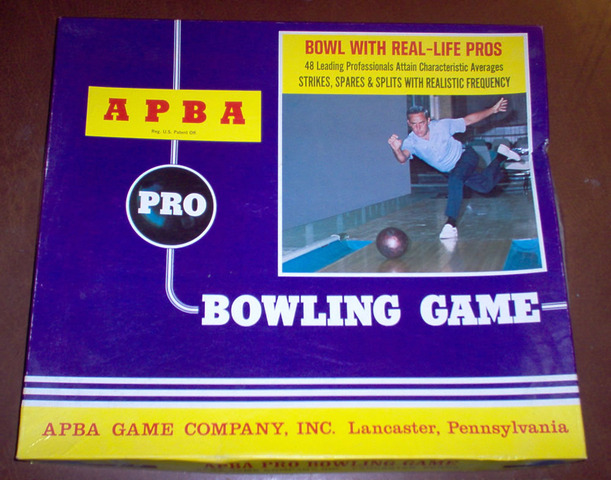 BOWL WITH REAL-LIFE PROS
48 Leading Professionals Attain Characteristic Averages
STRIKES, SPARES & SPLITS WITH REALISTIC FREQUENCY
APBA
Reg. U.S. Patent Off.
PRO
BOWLING GAME
APBA GAME COMPANY, INC. Lancaster, Pennsylvania
APBA PRO BOWLING GAME